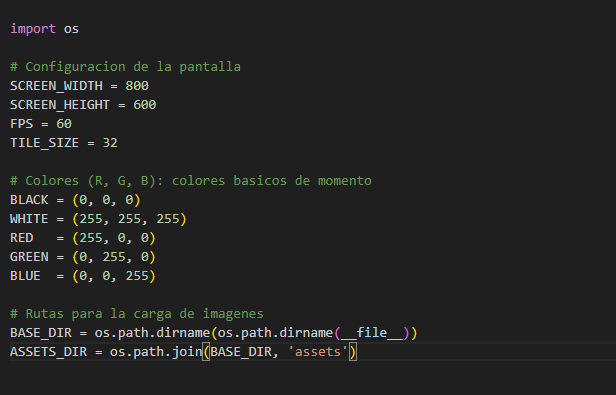 import os
# Configuracion de la pantalla
SCREEN_WIDTH = 800
SCREEN_HEIGHT = 600
FPS = 60
TILE_SIZE = 32
# Colores (R, G, B): colores basicos de momento
BLACK = (0, 0, 0)
WHITE = (255, 255, 255)
RED   = (255, 0, 0)
GREEN = (0, 255, 0)
BLUE  = (0, 0, 255)
# Rutas para la carga de imagenes
BASE_DIR = os.path.dirname(os.path.dirname(__file__))
ASSETS_DIR = os.path.join(BASE_DIR, 'assets')